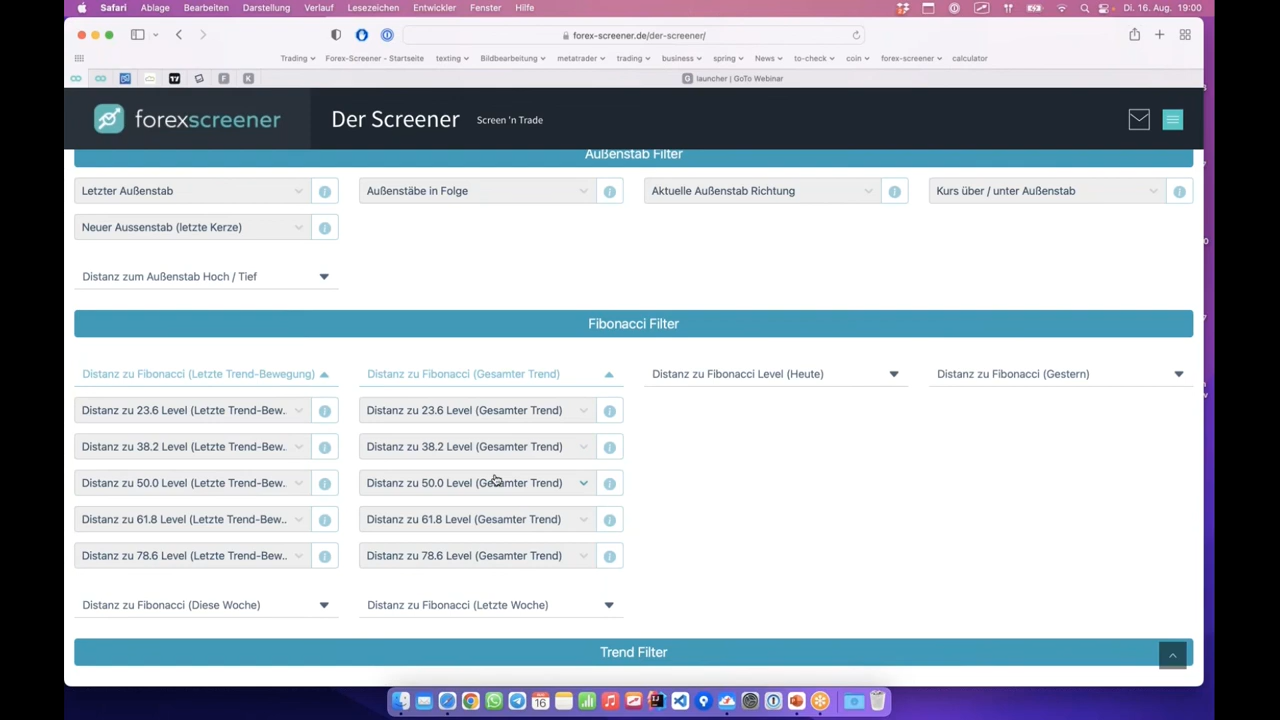 Safari Ablage Bearbeiten Darstellung Verlauf Lesezeichen Entwickler Fenster Hilfe Di. 16. Aug. 19:00
forex-screener.de/der-screener/
Trading Forex-Screener - Startseite texting Bildbearbeitung metatrader trading business spring News to-check coin forex-screener calculator
launcher | GoTo Webinar
forexscreener Der Screener Screen 'n Trade
Außenstab Filter
Letzter Außenstab Außenstäbe in Folge Aktuelle Außenstab Richtung Kurs über / unter Außenstab
Neuer Aussenstab (letzte Kerze)
Distanz zum Außenstab Hoch / Tief
Fibonacci Filter
Distanz zu Fibonacci (Letzte Trend-Bewegung) Distanz zu Fibonacci (Gesamter Trend) Distanz zu Fibonacci Level (Heute) Distanz zu Fibonacci (Gestern)
Distanz zu 23.6 Level (Letzte Trend-Bew.. Distanz zu 23.6 Level (Gesamter Trend)
Distanz zu 38.2 Level (Letzte Trend-Bew.. Distanz zu 38.2 Level (Gesamter Trend)
Distanz zu 50.0 Level (Letzte Trend-Bew.. Distanz zu 50.0 Level (Gesamter Trend)
Distanz zu 61.8 Level (Letzte Trend-Bew.. Distanz zu 61.8 Level (Gesamter Trend)
Distanz zu 78.6 Level (Letzte Trend-Bew.. Distanz zu 78.6 Level (Gesamter Trend)
Distanz zu Fibonacci (Diese Woche) Distanz zu Fibonacci (Letzte Woche)
Trend Filter